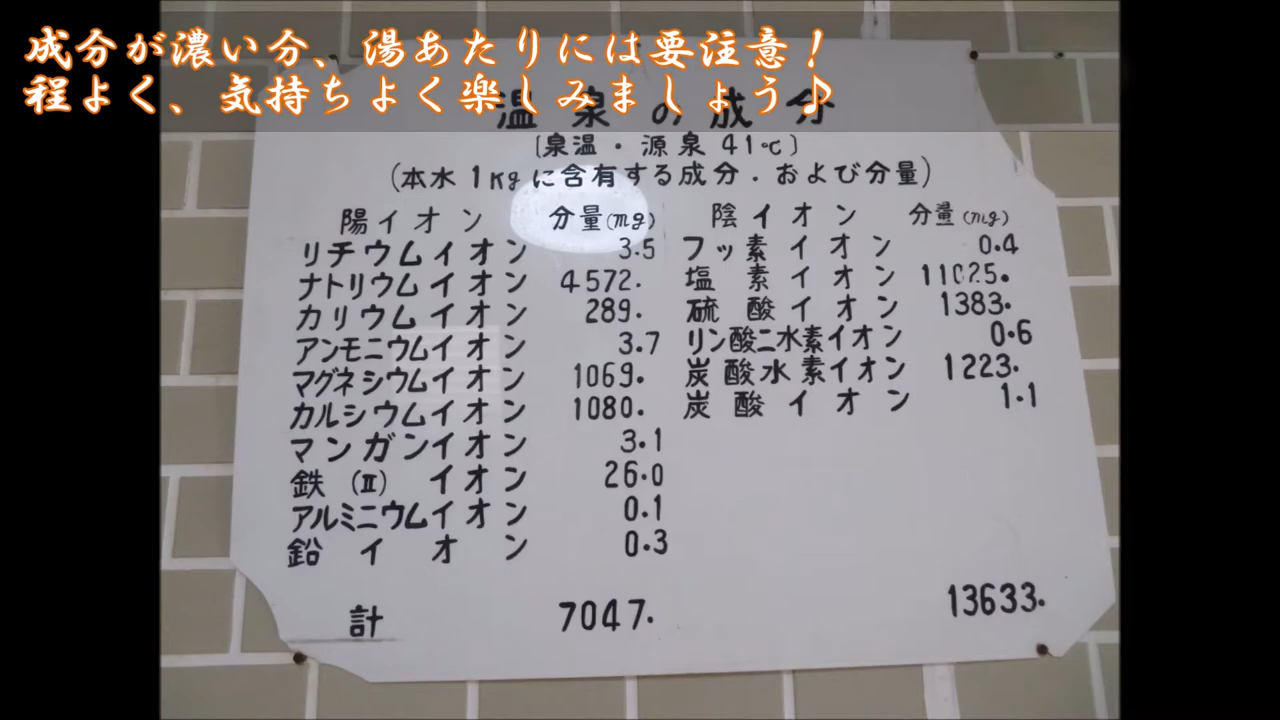 成分が濃い分、湯あたりには要注意！
程よく、気持ちよく楽しみましょう♪
温泉の成分
（泉温・源泉 41℃）
（本水1Kgに含有する成分．および分量）
陽イオン 分量(mg) 陰イオン 分量(mg)
リチウムイオン 3.5 フッ素イオン 0.4
ナトリウムイオン 4572. 塩素イオン 11025.
カリウムイオン 289. 硫酸イオン 1383.
アンモニウムイオン 3.7 リン酸二水素イオン 0.6
マグネシウムイオン 1069. 炭酸水素イオン 1223.
カルシウムイオン 1080. 炭酸イオン 1.1
マンガンイオン 3.1
鉄(Ⅱ)イオン 26.0
アルミニウムイオン 0.1
鉛イオン 0.3
計 7047. 13633.